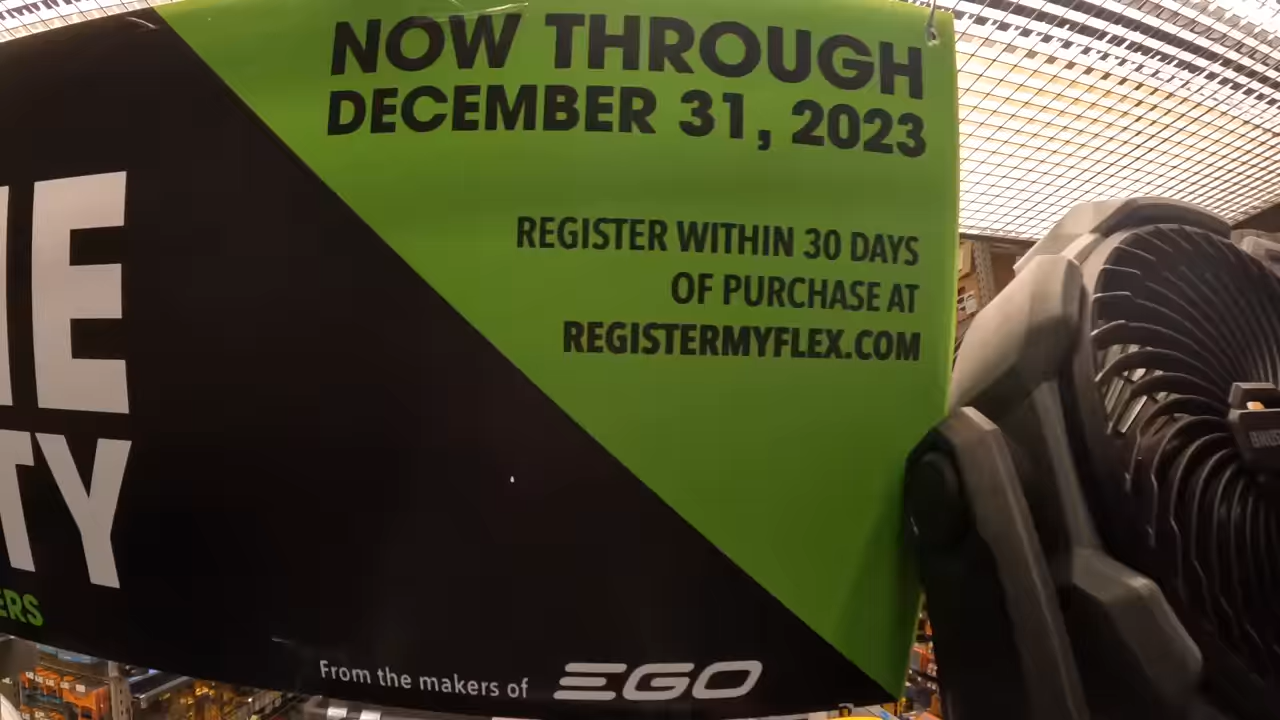 NOW THROUGH
DECEMBER 31, 2023
REGISTER WITHIN 30 DAYS
OF PURCHASE AT
REGISTERMYFLEX.COM
From the makers of EGO